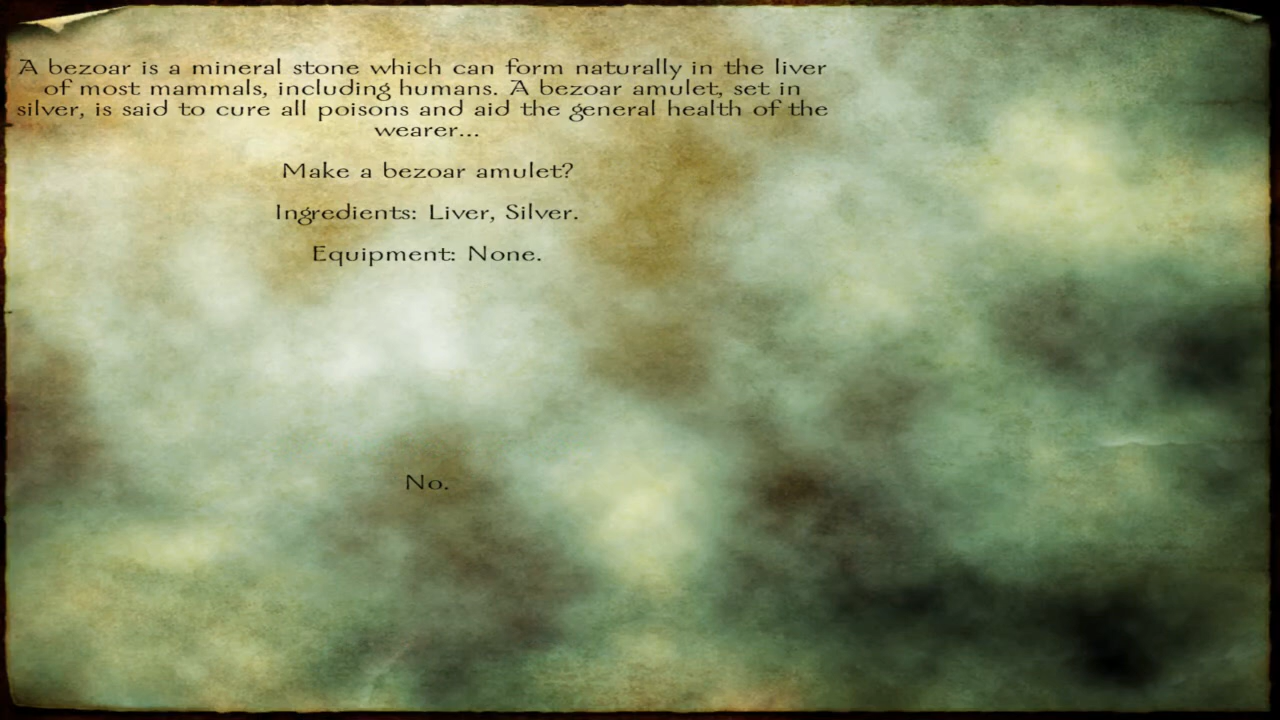 A bezoar is a mineral stone which can form naturally in the liver
of most mammals, including humans. A bezoar amulet, set in
silver, is said to cure all poisons and aid the general health of the
wearer...
Make a bezoar amulet?
Ingredients: Liver, Silver.
Equipment: None.
No.